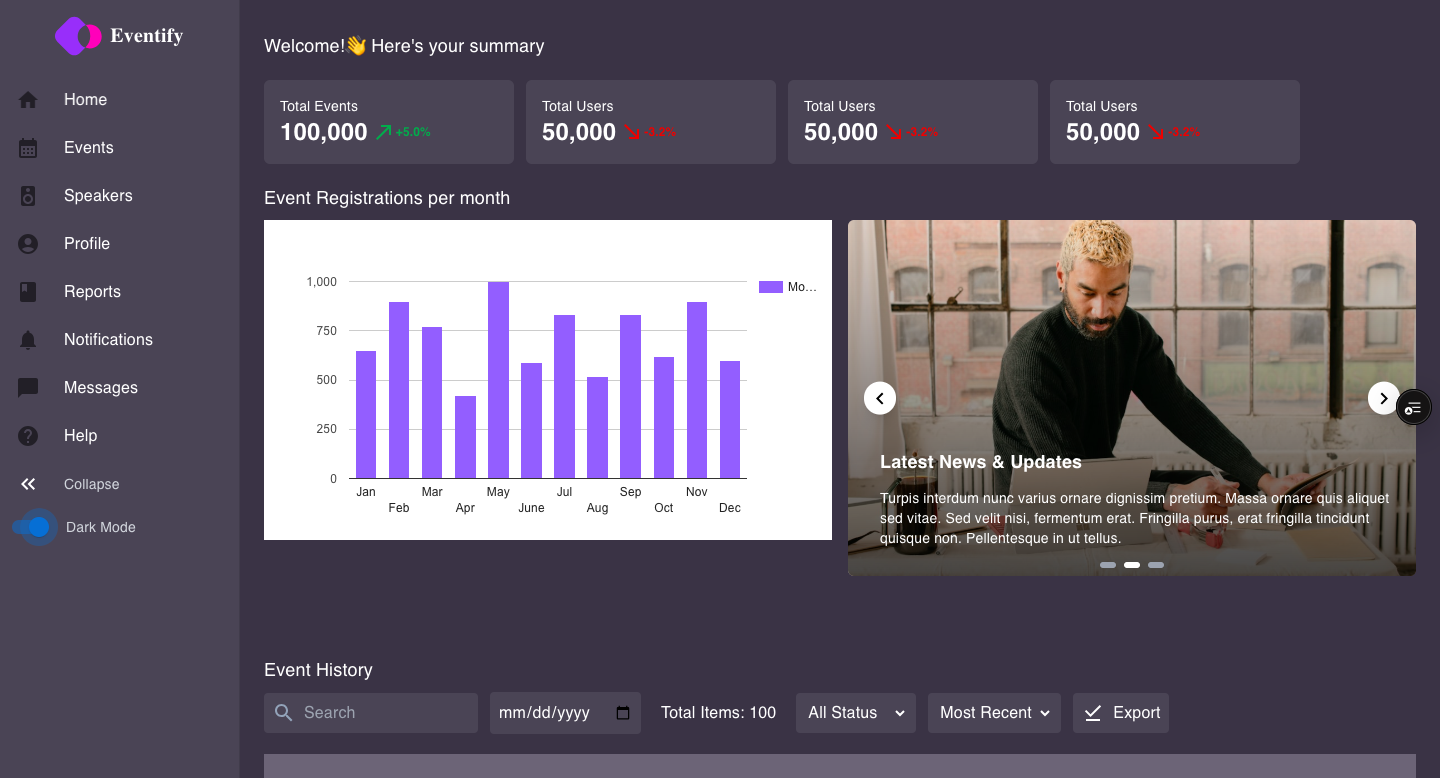 Eventify
Home
Events
Speakers
Profile
Reports
Notifications
Messages
Help
Collapse
Dark Mode
Welcome!👋 Here's your summary
Total Events
100,000 +5.0%
Total Users
50,000 -3.2%
Total Users
50,000 -3.2%
Total Users
50,000 -3.2%
Event Registrations per month
1,000
750
500
250
0
Jan
Feb
Mar
Apr
May
June
Jul
Aug
Sep
Oct
Nov
Dec
Mo...
Latest News & Updates
Turpis interdum nunc varius ornare dignissim pretium. Massa ornare quis aliquet
sed vitae. Sed velit nisi, fermentum erat. Fringilla purus, erat fringilla tincidunt
quisque non. Pellentesque in ut tellus.
Event History
Search
mm/dd/yyyy
Total Items: 100
All Status
Most Recent
Export